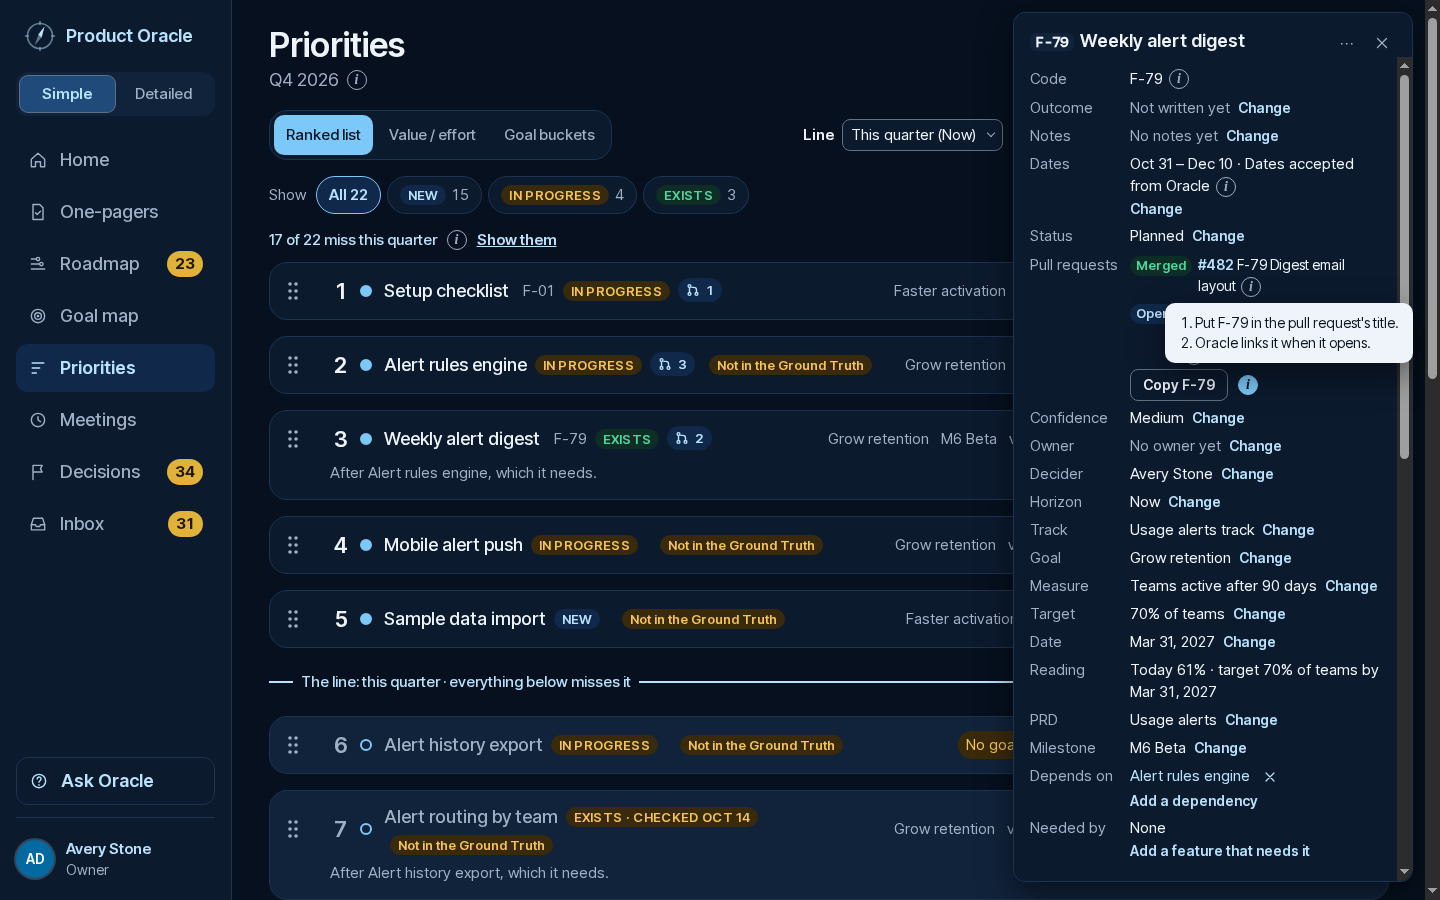 Product Oracle
Simple
Detailed
Home
One-pagers
Roadmap 23
Goal map
Priorities
Meetings
Decisions 34
Inbox 31
Ask Oracle
AD
Avery Stone
Owner
Priorities
Q4 2026 i
Ranked list
Value / effort
Goal buckets
Line
This quarter (Now)
Show
All 22
NEW 15
IN PROGRESS 4
EXISTS 3
17 of 22 miss this quarter i Show them
1 Setup checklist F-01 IN PROGRESS 1 Faster activation
2 Alert rules engine IN PROGRESS 3 Not in the Ground Truth Grow retention
3 Weekly alert digest F-79 EXISTS 2 Grow retention M6 Beta
After Alert rules engine, which it needs.
4 Mobile alert push IN PROGRESS Not in the Ground Truth Grow retention
5 Sample data import NEW Not in the Ground Truth Faster activation
The line: this quarter · everything below misses it
6 Alert history export IN PROGRESS Not in the Ground Truth No goa
7 Alert routing by team EXISTS · CHECKED OCT 14 Grow retention
Not in the Ground Truth
After Alert history export, which it needs.
F-79 Weekly alert digest ...
Code F-79 i
Outcome Not written yet Change
Notes No notes yet Change
Dates Oct 31 – Dec 10 · Dates accepted
from Oracle i
Change
Status Planned Change
Pull requests Merged #482 F-79 Digest email
layout i
Open
1. Put F-79 in the pull request's title.
2. Oracle links it when it opens.
Copy F-79 i
Confidence Medium Change
Owner No owner yet Change
Decider Avery Stone Change
Horizon Now Change
Track Usage alerts track Change
Goal Grow retention Change
Measure Teams active after 90 days Change
Target 70% of teams Change
Date Mar 31, 2027 Change
Reading Today 61% · target 70% of teams by
Mar 31, 2027
PRD Usage alerts Change
Milestone M6 Beta Change
Depends on Alert rules engine
Add a dependency
Needed by None
Add a feature that needs it